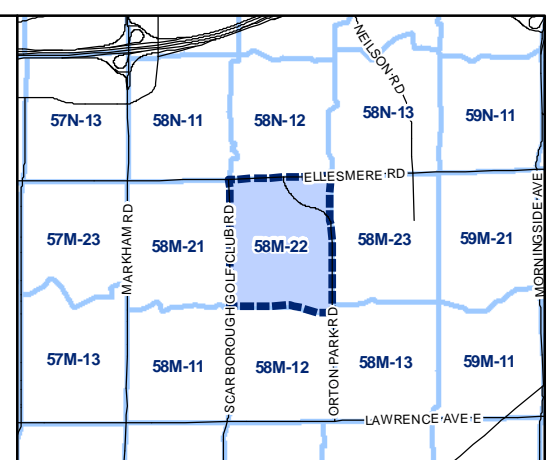 NEILSON RD
57N-13
58N-11
58N-12
58N-13
59N-11
ELLESMERE RD
MARKHAM RD
SCARBOROUGH GOLF CLUB RD
MORNINGSIDE AVE
57M-23
58M-21
58M-22
58M-23
59M-21
ORTON PARK RD
57M-13
58M-11
58M-12
58M-13
59M-11
LAWRENCE AVE E